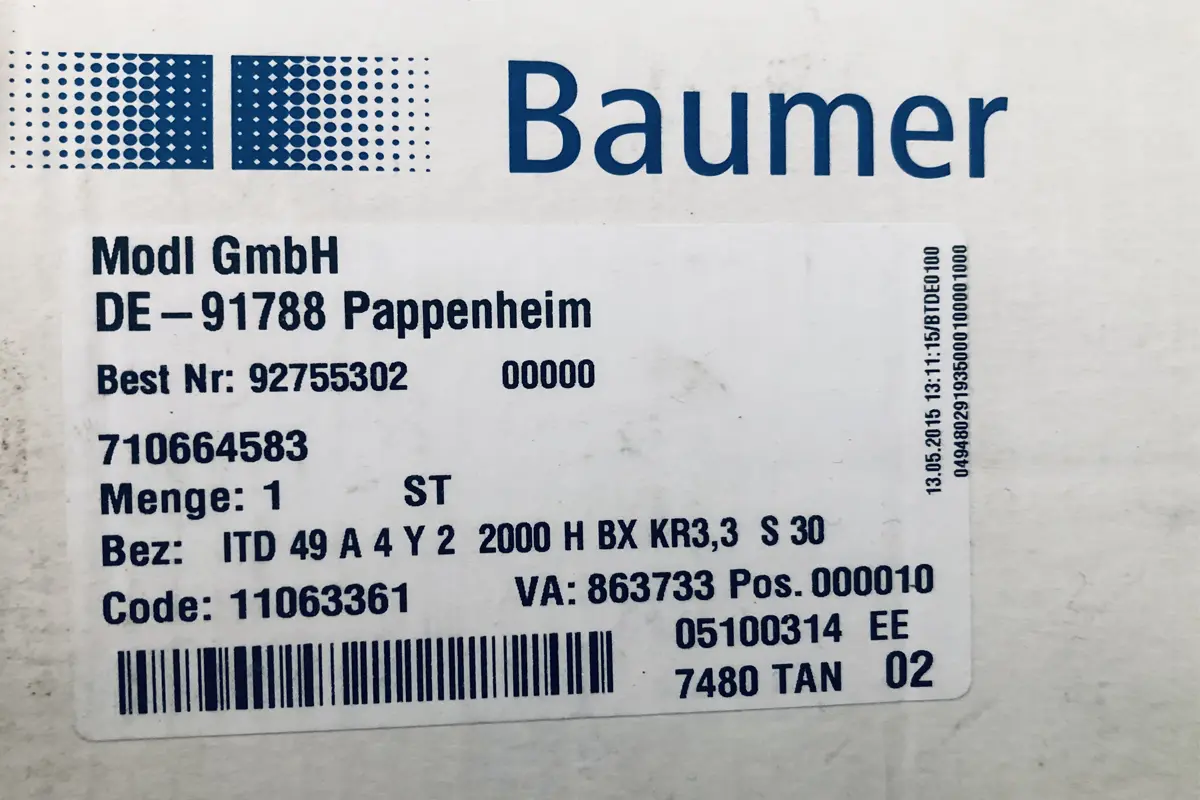 Baumer
Modl GmbH
DE-91788 Pappenheim
Best Nr: 92755302 00000
710664583
Menge: 1 ST
Bez: ITD 49 A 4 Y 2 2000 H BX KR3,3 S 30
Code: 11063361 VA: 863733 Pos. 000010
05100314 EE
7480 TAN 02
13.05.2015 13:11:15/BTDE0100
0494802919350001000001000